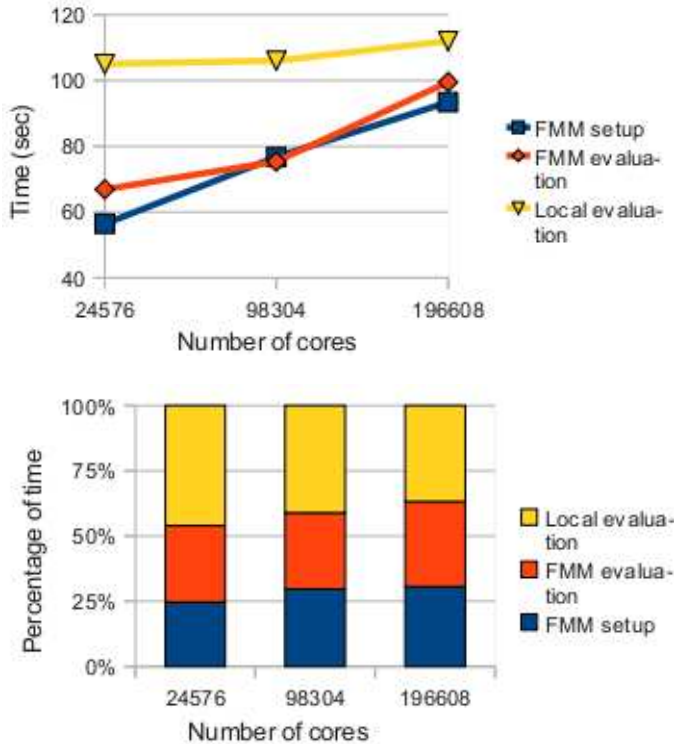 120
100
80
60
40
Time (sec)
24576
98304
196608
Number of cores
FMM setup
FMM evalua-
tion
Local evalua-
tion
100%
75%
50%
25%
0%
Percentage of time
24576
98304
196608
Number of cores
Local evalua-
tion
FMM evalua-
tion
FMM setup